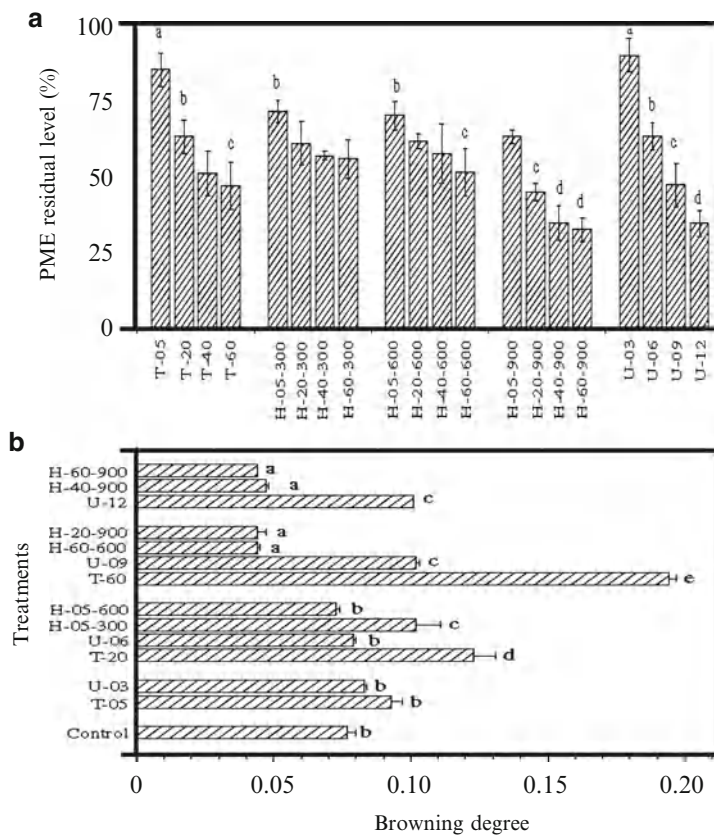 a
100
75
50
25
0
PME residual level (%)
a
b
c
b
b
c
c
d
d
a
b
c
d
T-05
T-20
T-40
T-60
H-05-300
H-20-300
H-40-300
H-60-300
H-05-600
H-20-600
H-40-600
H-60-600
H-05-900
H-20-900
H-40-900
H-60-900
U-03
U-06
U-09
U-12
b
Treatments
H-60-900 a
H-40-900 a
U-12 c
H-20-900 a
H-60-600 a
U-09 c
T-60 e
H-05-600 b
H-05-300 c
U-06 b
T-20 d
U-03 b
T-05 b
Control b
0 0.05 0.10 0.15 0.20
Browning degree